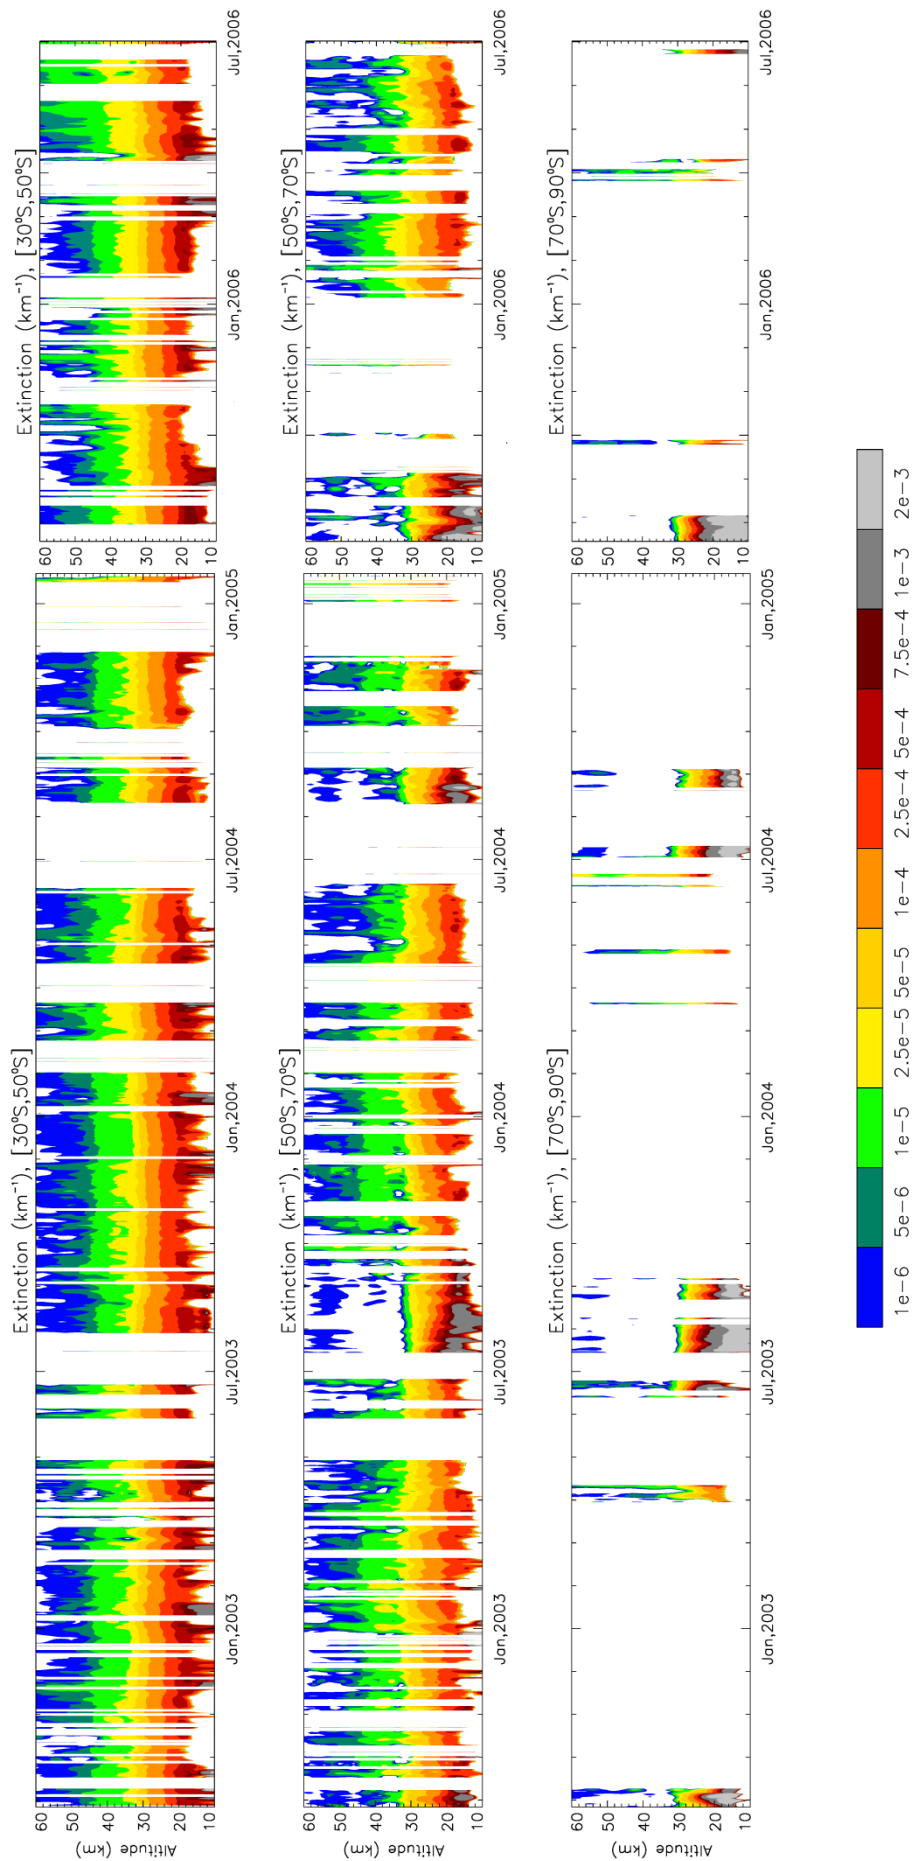 Extinction (km⁻¹), [30°S,50°S]
Altitude (km)
60
50
40
30
20
10
Jan,2003 Jul,2003 Jan,2004 Jul,2004 Jan,2005
Extinction (km⁻¹), [30°S,50°S]
60
50
40
30
20
10
Jan,2006 Jul,2006
Extinction (km⁻¹), [50°S,70°S]
Altitude (km)
60
50
40
30
20
10
Jan,2003 Jul,2003 Jan,2004 Jul,2004 Jan,2005
Extinction (km⁻¹), [50°S,70°S]
60
50
40
30
20
10
Jan,2006 Jul,2006
Extinction (km⁻¹), [70°S,90°S]
Altitude (km)
60
50
40
30
20
10
Jan,2003 Jul,2003 Jan,2004 Jul,2004 Jan,2005
Extinction (km⁻¹), [70°S,90°S]
60
50
40
30
20
10
Jan,2006 Jul,2006
1e-6 5e-6 1e-5 2.5e-5 5e-5 1e-4 2.5e-4 5e-4 7.5e-4 1e-3 2e-3